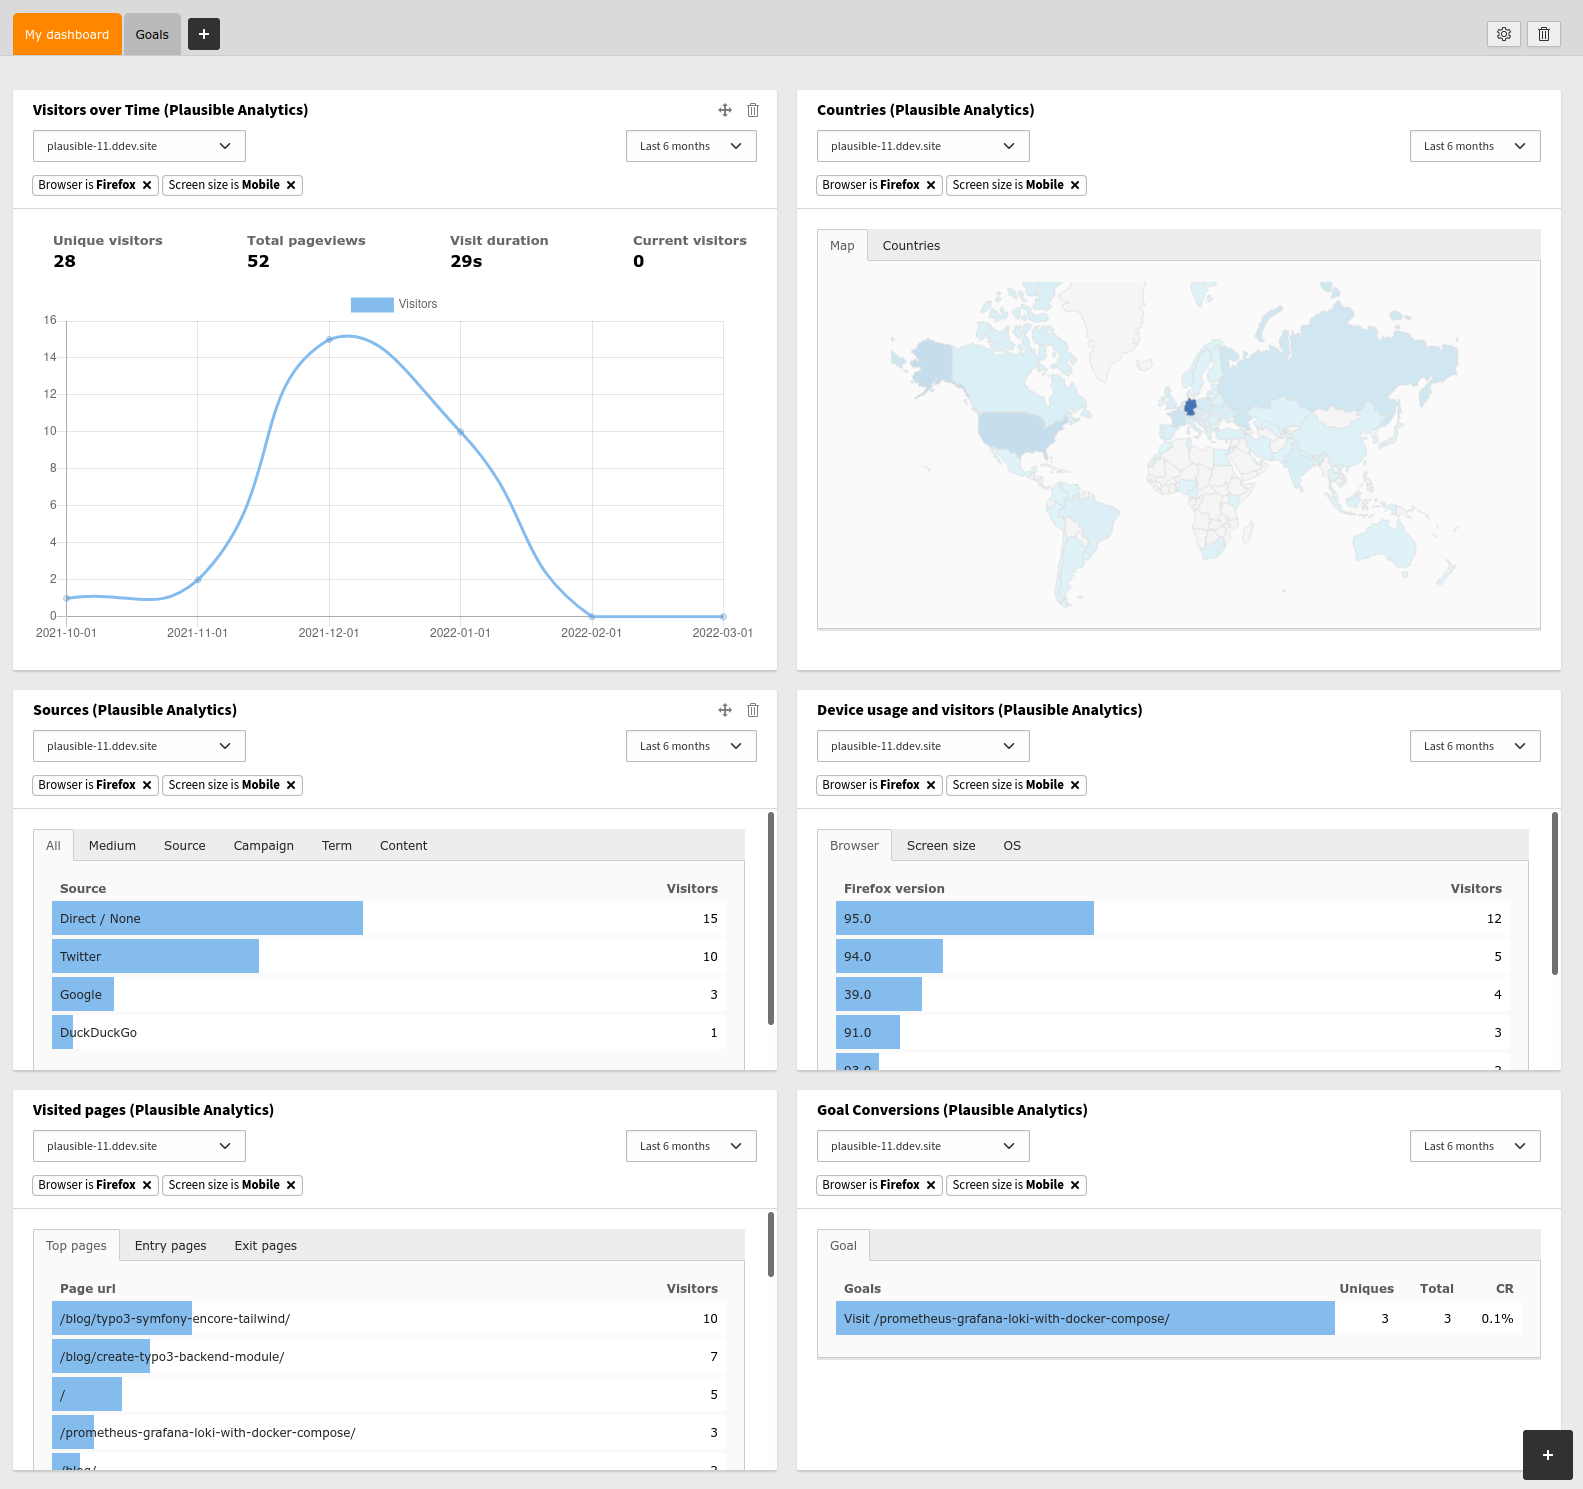 My dashboard
Goals
+
Visitors over Time (Plausible Analytics)
plausible-11.ddev.site
Last 6 months
Browser is Firefox ✕
Screen size is Mobile ✕
Unique visitors
28
Total pageviews
52
Visit duration
29s
Current visitors
0
Visitors
16
14
12
10
8
6
4
2
0
2021-10-01
2021-11-01
2021-12-01
2022-01-01
2022-02-01
2022-03-01
Countries (Plausible Analytics)
plausible-11.ddev.site
Last 6 months
Browser is Firefox ✕
Screen size is Mobile ✕
Map
Countries
Sources (Plausible Analytics)
plausible-11.ddev.site
Last 6 months
Browser is Firefox ✕
Screen size is Mobile ✕
All
Medium
Source
Campaign
Term
Content
Source Visitors
Direct / None 15
Twitter 10
Google 3
DuckDuckGo 1
Device usage and visitors (Plausible Analytics)
plausible-11.ddev.site
Last 6 months
Browser is Firefox ✕
Screen size is Mobile ✕
Browser
Screen size
OS
Firefox version Visitors
95.0 12
94.0 5
39.0 4
91.0 3
93.0
Visited pages (Plausible Analytics)
plausible-11.ddev.site
Last 6 months
Browser is Firefox ✕
Screen size is Mobile ✕
Top pages
Entry pages
Exit pages
Page url Visitors
/blog/typo3-symfony-encore-tailwind/ 10
/blog/create-typo3-backend-module/ 7
/ 5
/prometheus-grafana-loki-with-docker-compose/ 3
/blog/
Goal Conversions (Plausible Analytics)
plausible-11.ddev.site
Last 6 months
Browser is Firefox ✕
Screen size is Mobile ✕
Goal
Goals Uniques Total CR
Visit /prometheus-grafana-loki-with-docker-compose/ 3 3 0.1%
+